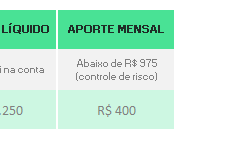 LÍQUIDO APORTE MENSAL
i na conta Abaixo de R$ 975
(controle de risco)
.250 R$ 400